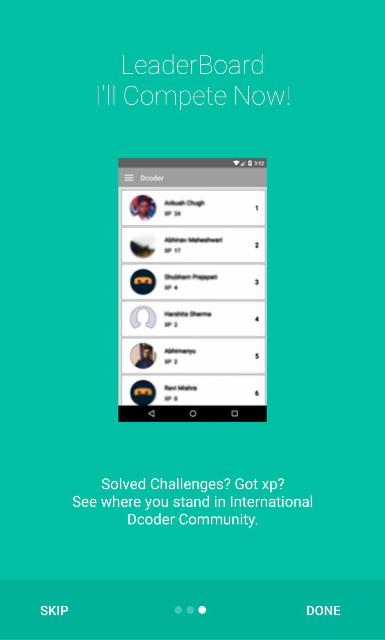 LeaderBoard
I'll Compete Now!
3:52
Dcoder
Ankush Chugh
XP 24
1
Abhinav Maheshwari
XP 17
2
Shubham Prajapati
XP 4
3
Harshita Sharma
XP 2
4
Abhimanyu
XP 2
5
Ravi Mishra
XP 0
6
Solved Challenges? Got xp?
See where you stand in International
Dcoder Community.
SKIP
DONE